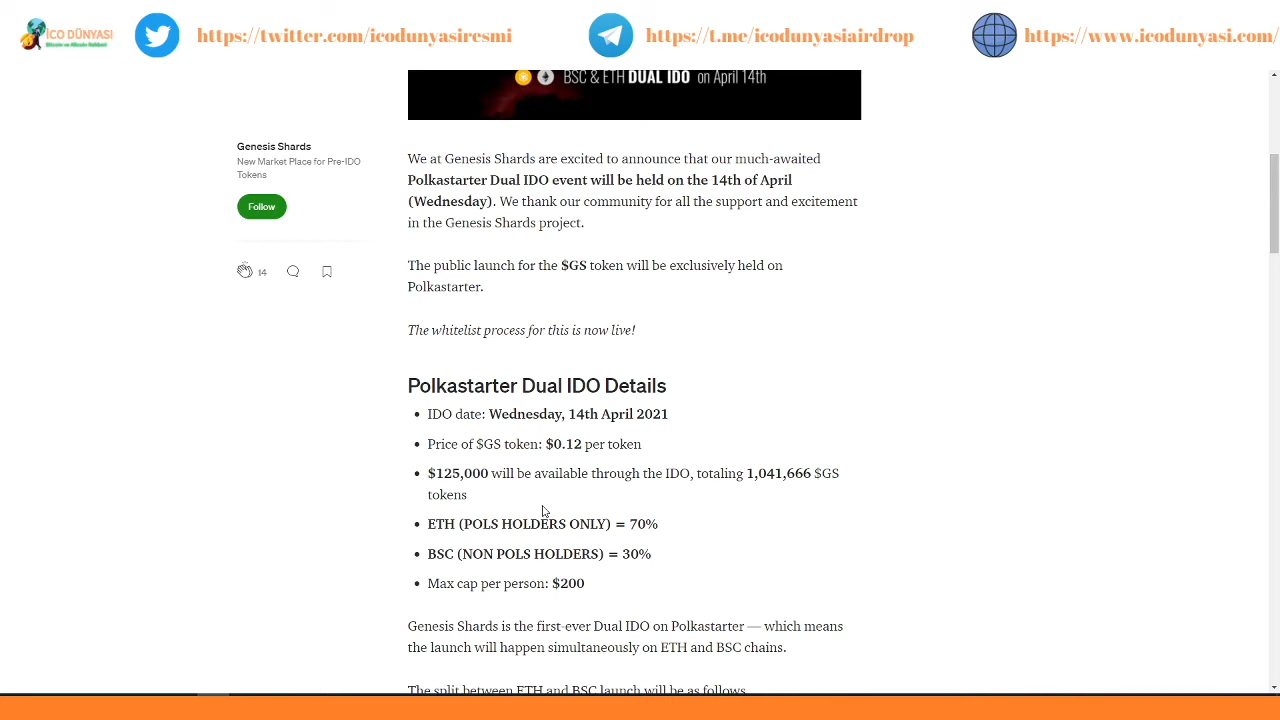 İCO DÜNYASI
Bitcoin ve Altcoin Rehberi
https://twitter.com/icodunyasiresmi
https://t.me/icodunyasiairdrop
https://www.icodunyasi.com/
BSC & ETH DUAL IDO on April 14th
Genesis Shards
New Market Place for Pre-IDO
Tokens
Follow
14
We at Genesis Shards are excited to announce that our much-awaited
Polkastarter Dual IDO event will be held on the 14th of April
(Wednesday). We thank our community for all the support and excitement
in the Genesis Shards project.
The public launch for the $GS token will be exclusively held on
Polkastarter.
The whitelist process for this is now live!
Polkastarter Dual IDO Details
• IDO date: Wednesday, 14th April 2021
• Price of $GS token: $0.12 per token
• $125,000 will be available through the IDO, totaling 1,041,666 $GS
tokens
• ETH (POLS HOLDERS ONLY) = 70%
• BSC (NON POLS HOLDERS) = 30%
• Max cap per person: $200
Genesis Shards is the first-ever Dual IDO on Polkastarter — which means
the launch will happen simultaneously on ETH and BSC chains.
The split between ETH and BSC launch will be as follows